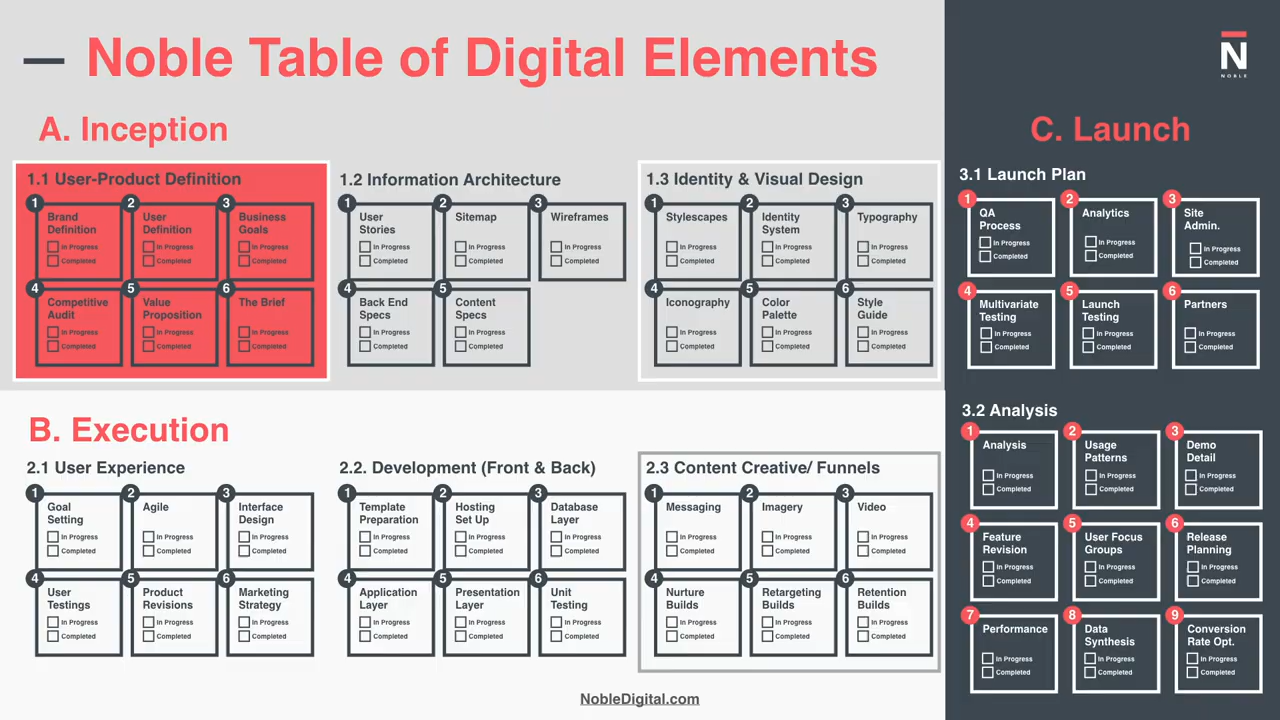 Noble Table of Digital Elements
N
NOBLE
A. Inception
1.1 User-Product Definition
1
Brand
Definition
In Progress
Completed
2
User
Definition
In Progress
Completed
3
Business
Goals
In Progress
Completed
4
Competitive
Audit
In Progress
Completed
5
Value
Proposition
In Progress
Completed
6
The Brief
In Progress
Completed
1.2 Information Architecture
1
User
Stories
In Progress
Completed
2
Sitemap
In Progress
Completed
3
Wireframes
In Progress
Completed
4
Back End
Specs
In Progress
Completed
5
Content
Specs
In Progress
Completed
1.3 Identity & Visual Design
1
Stylescapes
In Progress
Completed
2
Identity
System
In Progress
Completed
3
Typography
In Progress
Completed
4
Iconography
In Progress
Completed
5
Color
Palette
In Progress
Completed
6
Style
Guide
In Progress
Completed
B. Execution
2.1 User Experience
1
Goal
Setting
In Progress
Completed
2
Agile
In Progress
Completed
3
Interface
Design
In Progress
Completed
4
User
Testings
In Progress
Completed
5
Product
Revisions
In Progress
Completed
6
Marketing
Strategy
In Progress
Completed
2.2. Development (Front & Back)
1
Template
Preparation
In Progress
Completed
2
Hosting
Set Up
In Progress
Completed
3
Database
Layer
In Progress
Completed
4
Application
Layer
In Progress
Completed
5
Presentation
Layer
In Progress
Completed
6
Unit
Testing
In Progress
Completed
2.3 Content Creative/ Funnels
1
Messaging
In Progress
Completed
2
Imagery
In Progress
Completed
3
Video
In Progress
Completed
4
Nurture
Builds
In Progress
Completed
5
Retargeting
Builds
In Progress
Completed
6
Retention
Builds
In Progress
Completed
C. Launch
3.1 Launch Plan
1
QA
Process
In Progress
Completed
2
Analytics
In Progress
Completed
3
Site
Admin.
In Progress
Completed
4
Multivariate
Testing
In Progress
Completed
5
Launch
Testing
In Progress
Completed
6
Partners
In Progress
Completed
3.2 Analysis
1
Analysis
In Progress
Completed
2
Usage
Patterns
In Progress
Completed
3
Demo
Detail
In Progress
Completed
4
Feature
Revision
In Progress
Completed
5
User Focus
Groups
In Progress
Completed
6
Release
Planning
In Progress
Completed
7
Performance
In Progress
Completed
8
Data
Synthesis
In Progress
Completed
9
Conversion
Rate Opt.
In Progress
Completed
NobleDigital.com